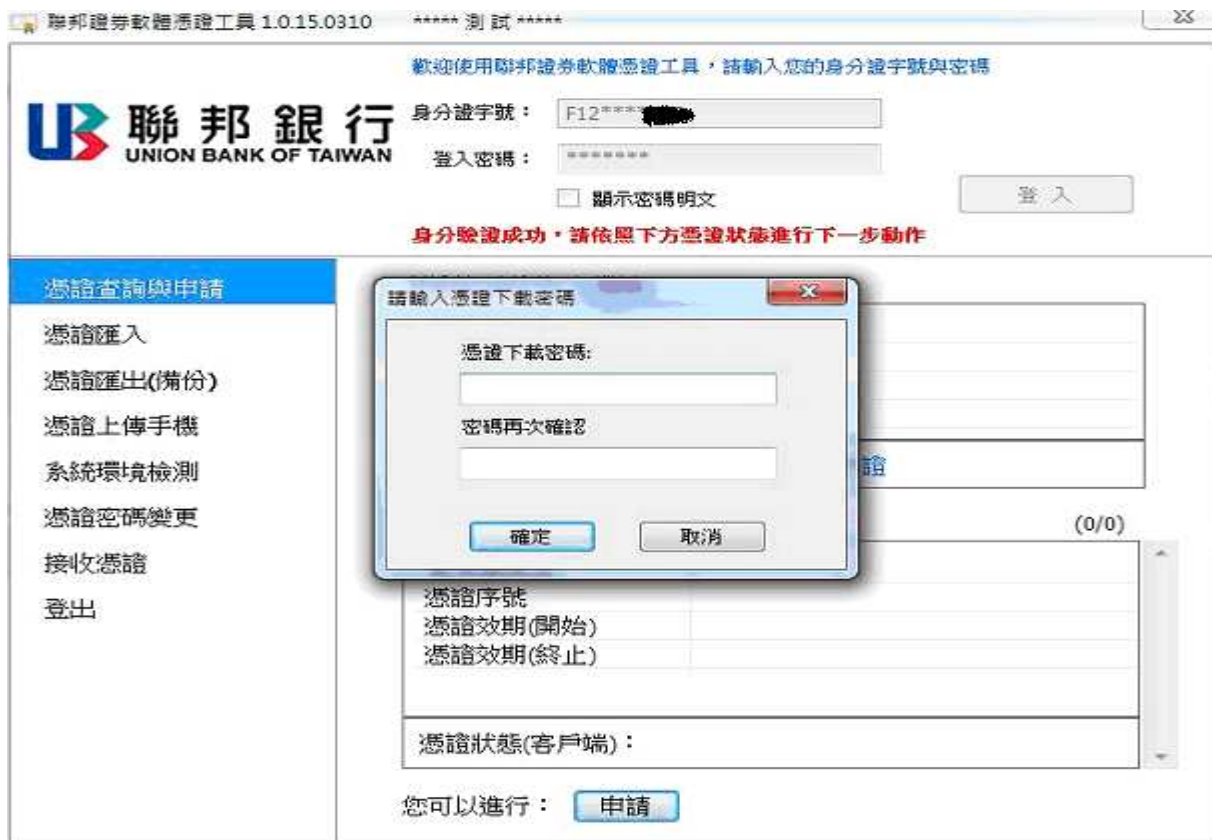 聯邦證券軟體憑證工具 1.0.15.0310 ***** 測 試 *****
歡迎使用聯邦證券軟體憑證工具，請輸入您的身分證字號與密碼
聯邦銀行
UNION BANK OF TAIWAN
身分證字號： F12****
登入密碼： *******
顯示密碼明文
登 入
身分驗證成功，請依照下方憑證狀態進行下一步動作
憑證查詢與申請
憑證匯入
憑證匯出(備份)
憑證上傳手機
系統環境檢測
憑證密碼變更
接收憑證
登出
請輸入憑證下載密碼
憑證下載密碼:
密碼再次確認
確定 取消
證
(0/0)
憑證序號
憑證效期(開始)
憑證效期(終止)
憑證狀態(客戶端)：
您可以進行： 申請